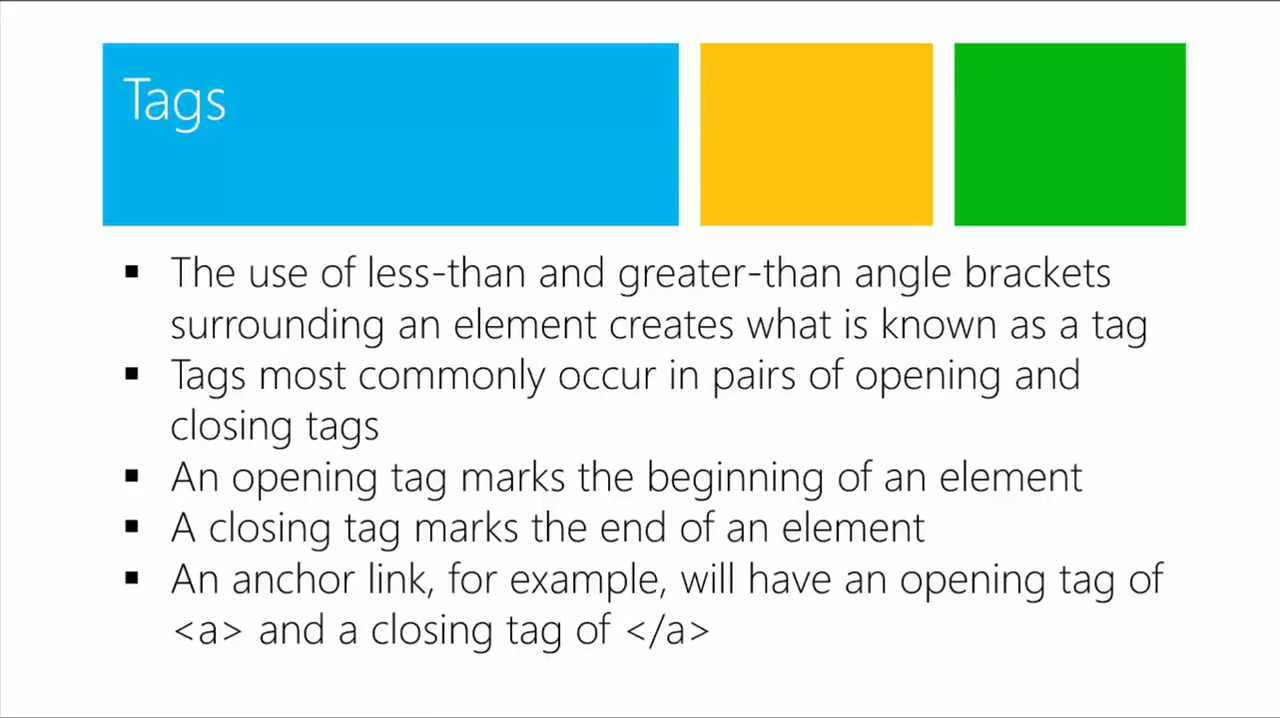 Tags
▪ The use of less-than and greater-than angle brackets
surrounding an element creates what is known as a tag
▪ Tags most commonly occur in pairs of opening and
closing tags
▪ An opening tag marks the beginning of an element
▪ A closing tag marks the end of an element
▪ An anchor link, for example, will have an opening tag of
<a> and a closing tag of </a>